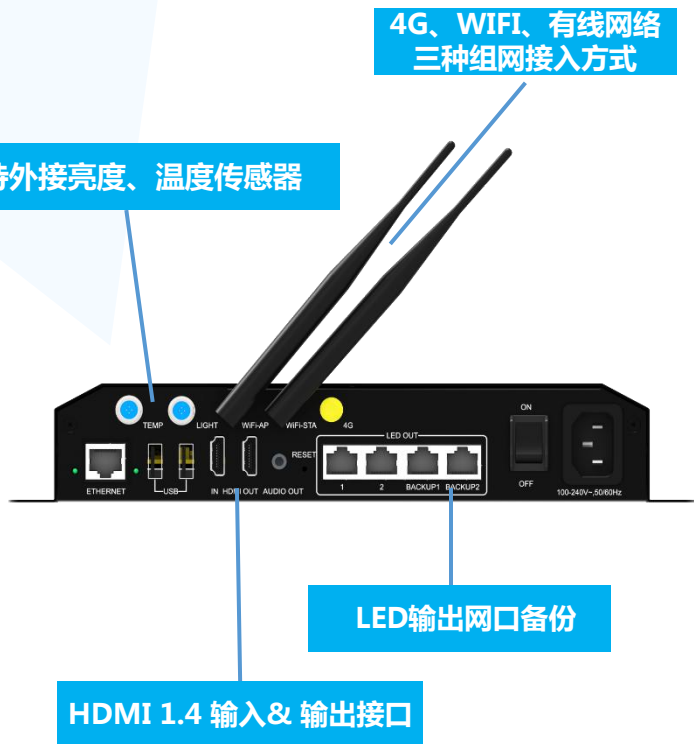 4G、WIFI、有线网络
三种组网接入方式
外接亮度、温度传感器
TEMP LIGHT WiFi-AP WiFi-STA 4G
ON
LED OUT
RESET
ETHERNET USB IN HDMI OUT AUDIO OUT
1 2 BACKUP1 BACKUP2
OFF
100-240V~,50/60Hz
LED输出网口备份
HDMI 1.4 输入& 输出接口